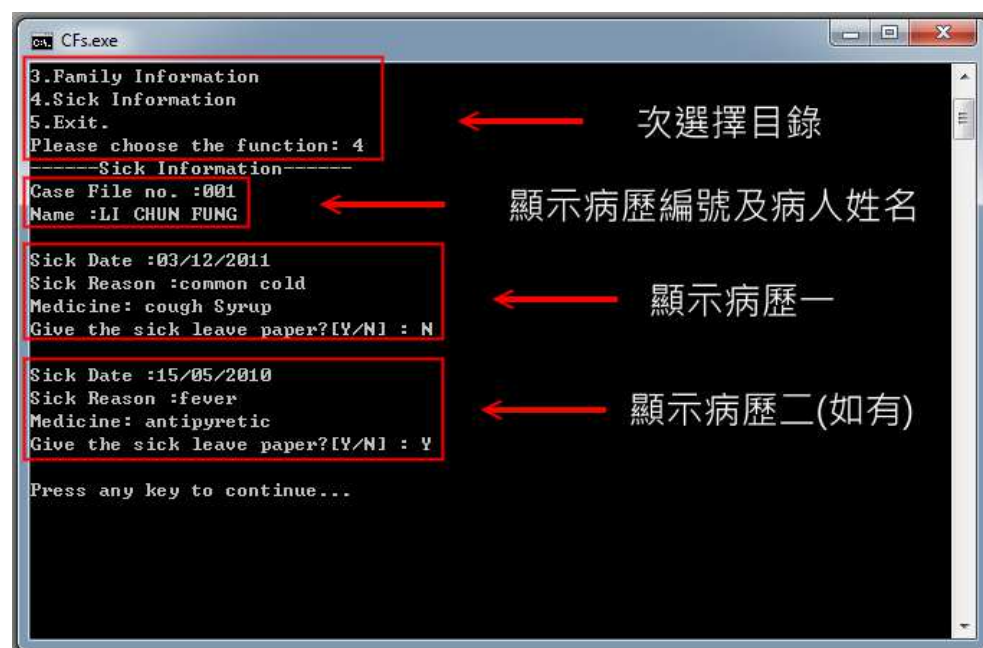 CFs.exe
3.Family Information
4.Sick Information
5.Exit.
Please choose the function: 4
------Sick Information------
Case File no. :001
Name :LI CHUN FUNG
Sick Date :03/12/2011
Sick Reason :common cold
Medicine: cough Syrup
Give the sick leave paper?[Y/N] : N
Sick Date :15/05/2010
Sick Reason :fever
Medicine: antipyretic
Give the sick leave paper?[Y/N] : Y
Press any key to continue...
次選擇目錄
顯示病歷編號及病人姓名
顯示病歷一
顯示病歷二(如有)